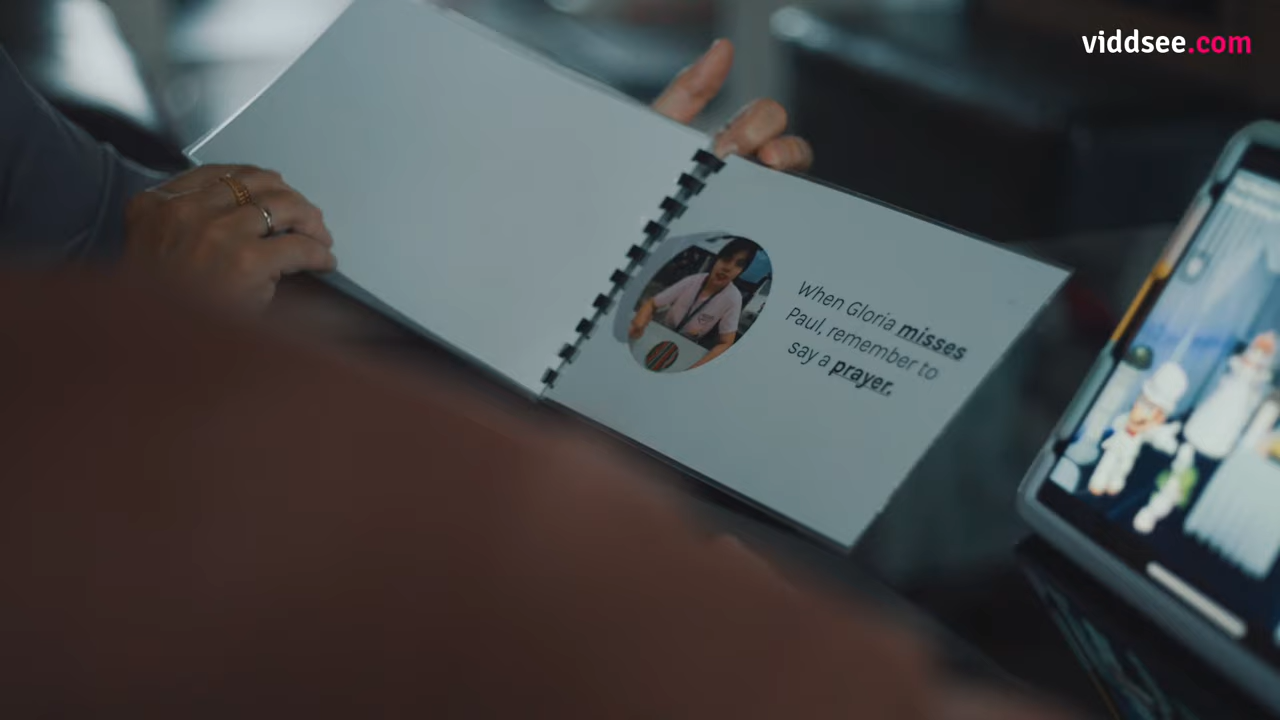 viddsee.com
When Gloria misses
Paul, remember to
say a prayer.